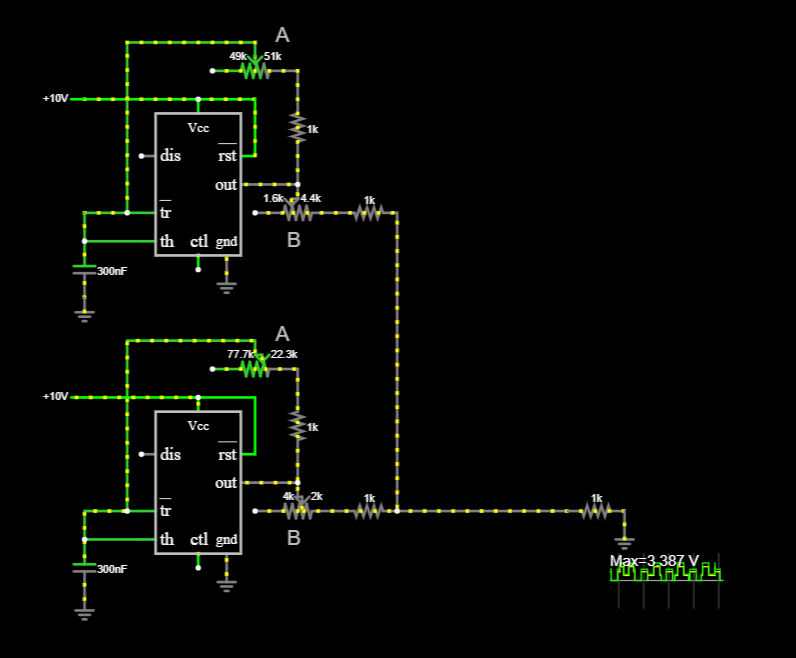 A
49k 51k
+10V
Vcc
1k
dis rst
out
1.6k 4.4k 1k
tr
B
th ctl gnd
300nF
A
77.7k 22.3k
+10V
Vcc
1k
dis rst
out
4k 2k 1k 1k
tr
B
th ctl gnd
Max=3.387 V
300nF